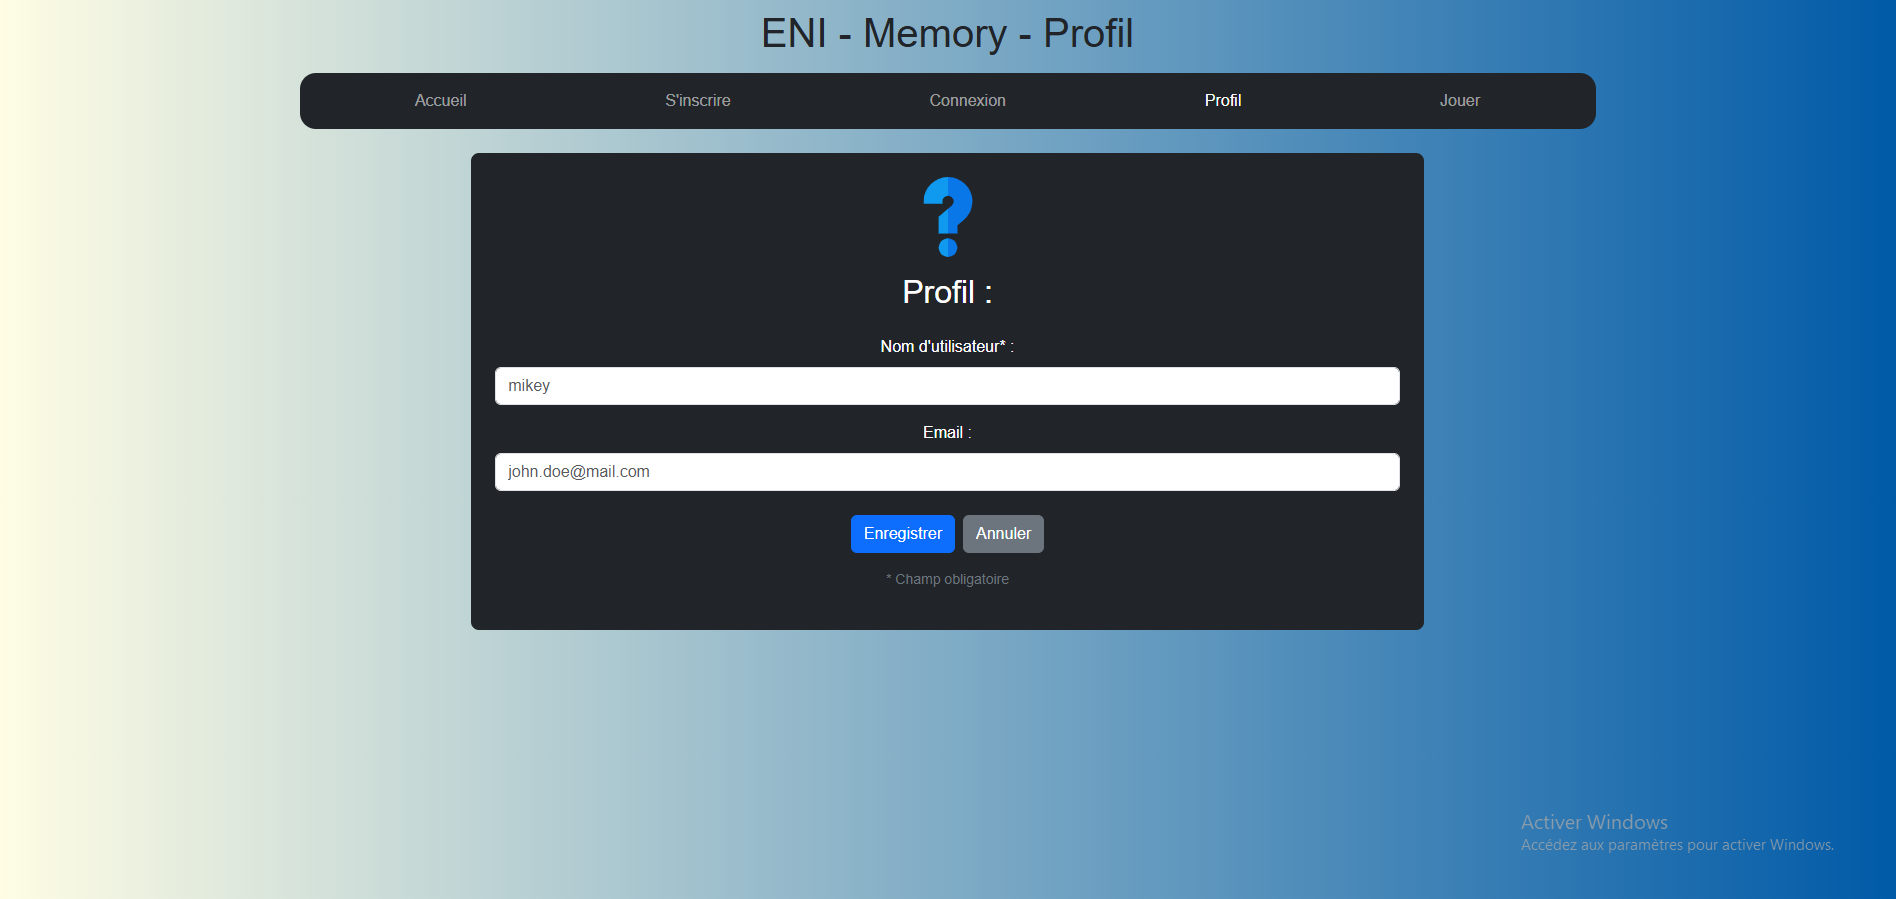 ENI - Memory - Profil
Accueil S'inscrire Connexion Profil Jouer
Profil :
Nom d'utilisateur* :
mikey
Email :
john.doe@mail.com
Enregistrer Annuler
* Champ obligatoire
Activer Windows
Accédez aux paramètres pour activer Windows.